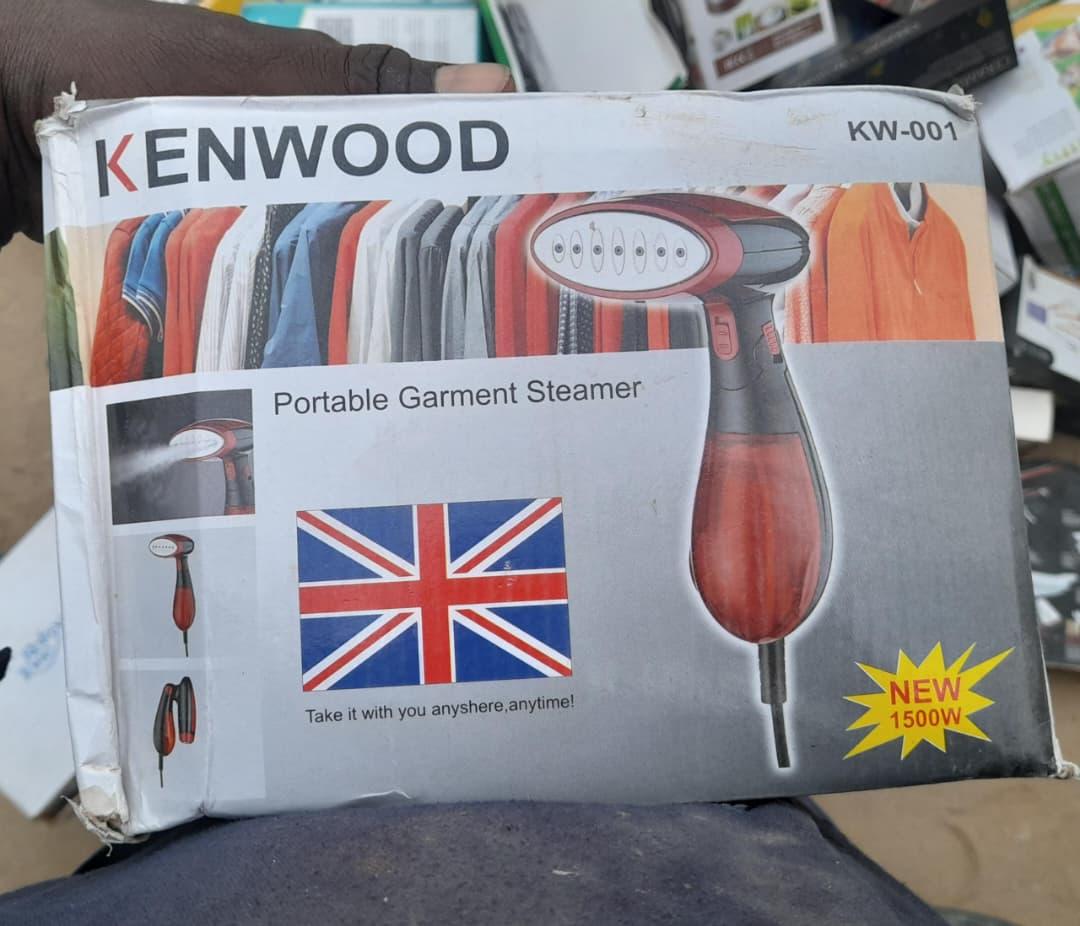 KENWOOD
KW-001
Portable Garment Steamer
Take it with you anyshere,anytime!
NEW
1500W